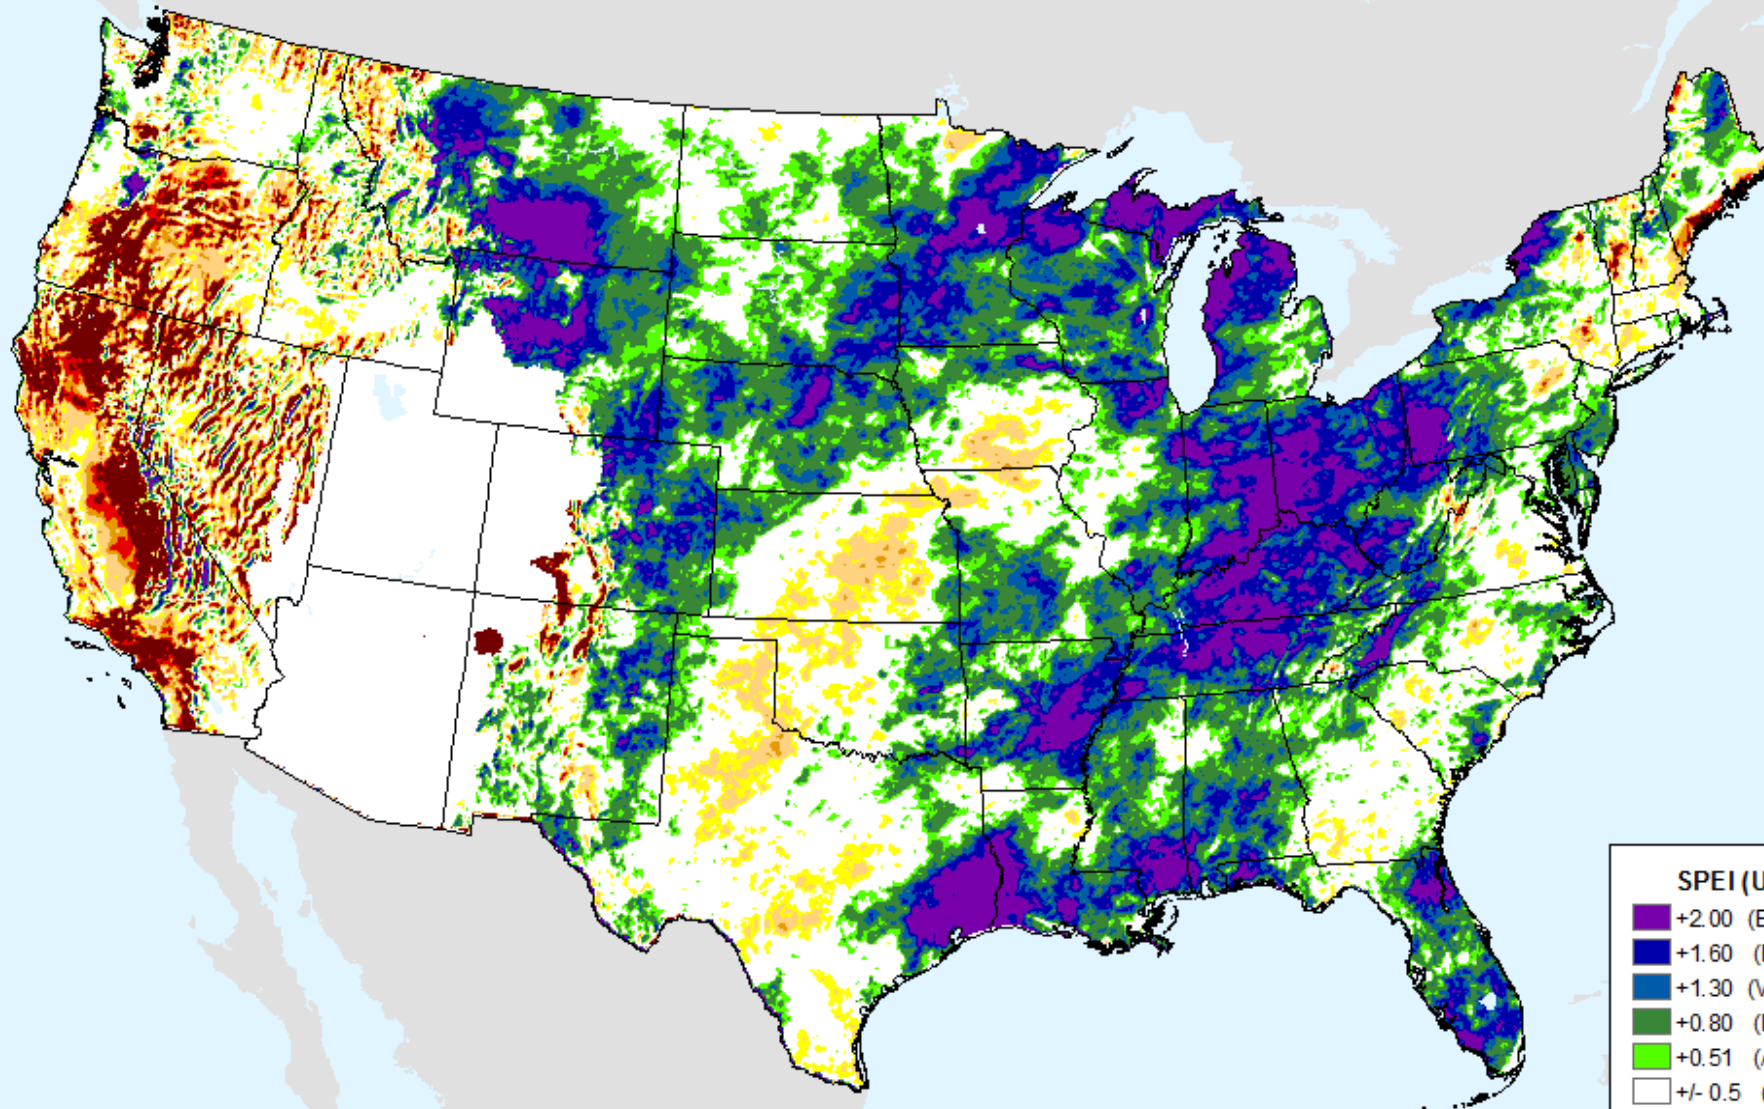 SPEI (U
+2.00 (E
+1.60 (
+1.30 (V
+0.80 (
+0.51 (
+/- 0.5 (